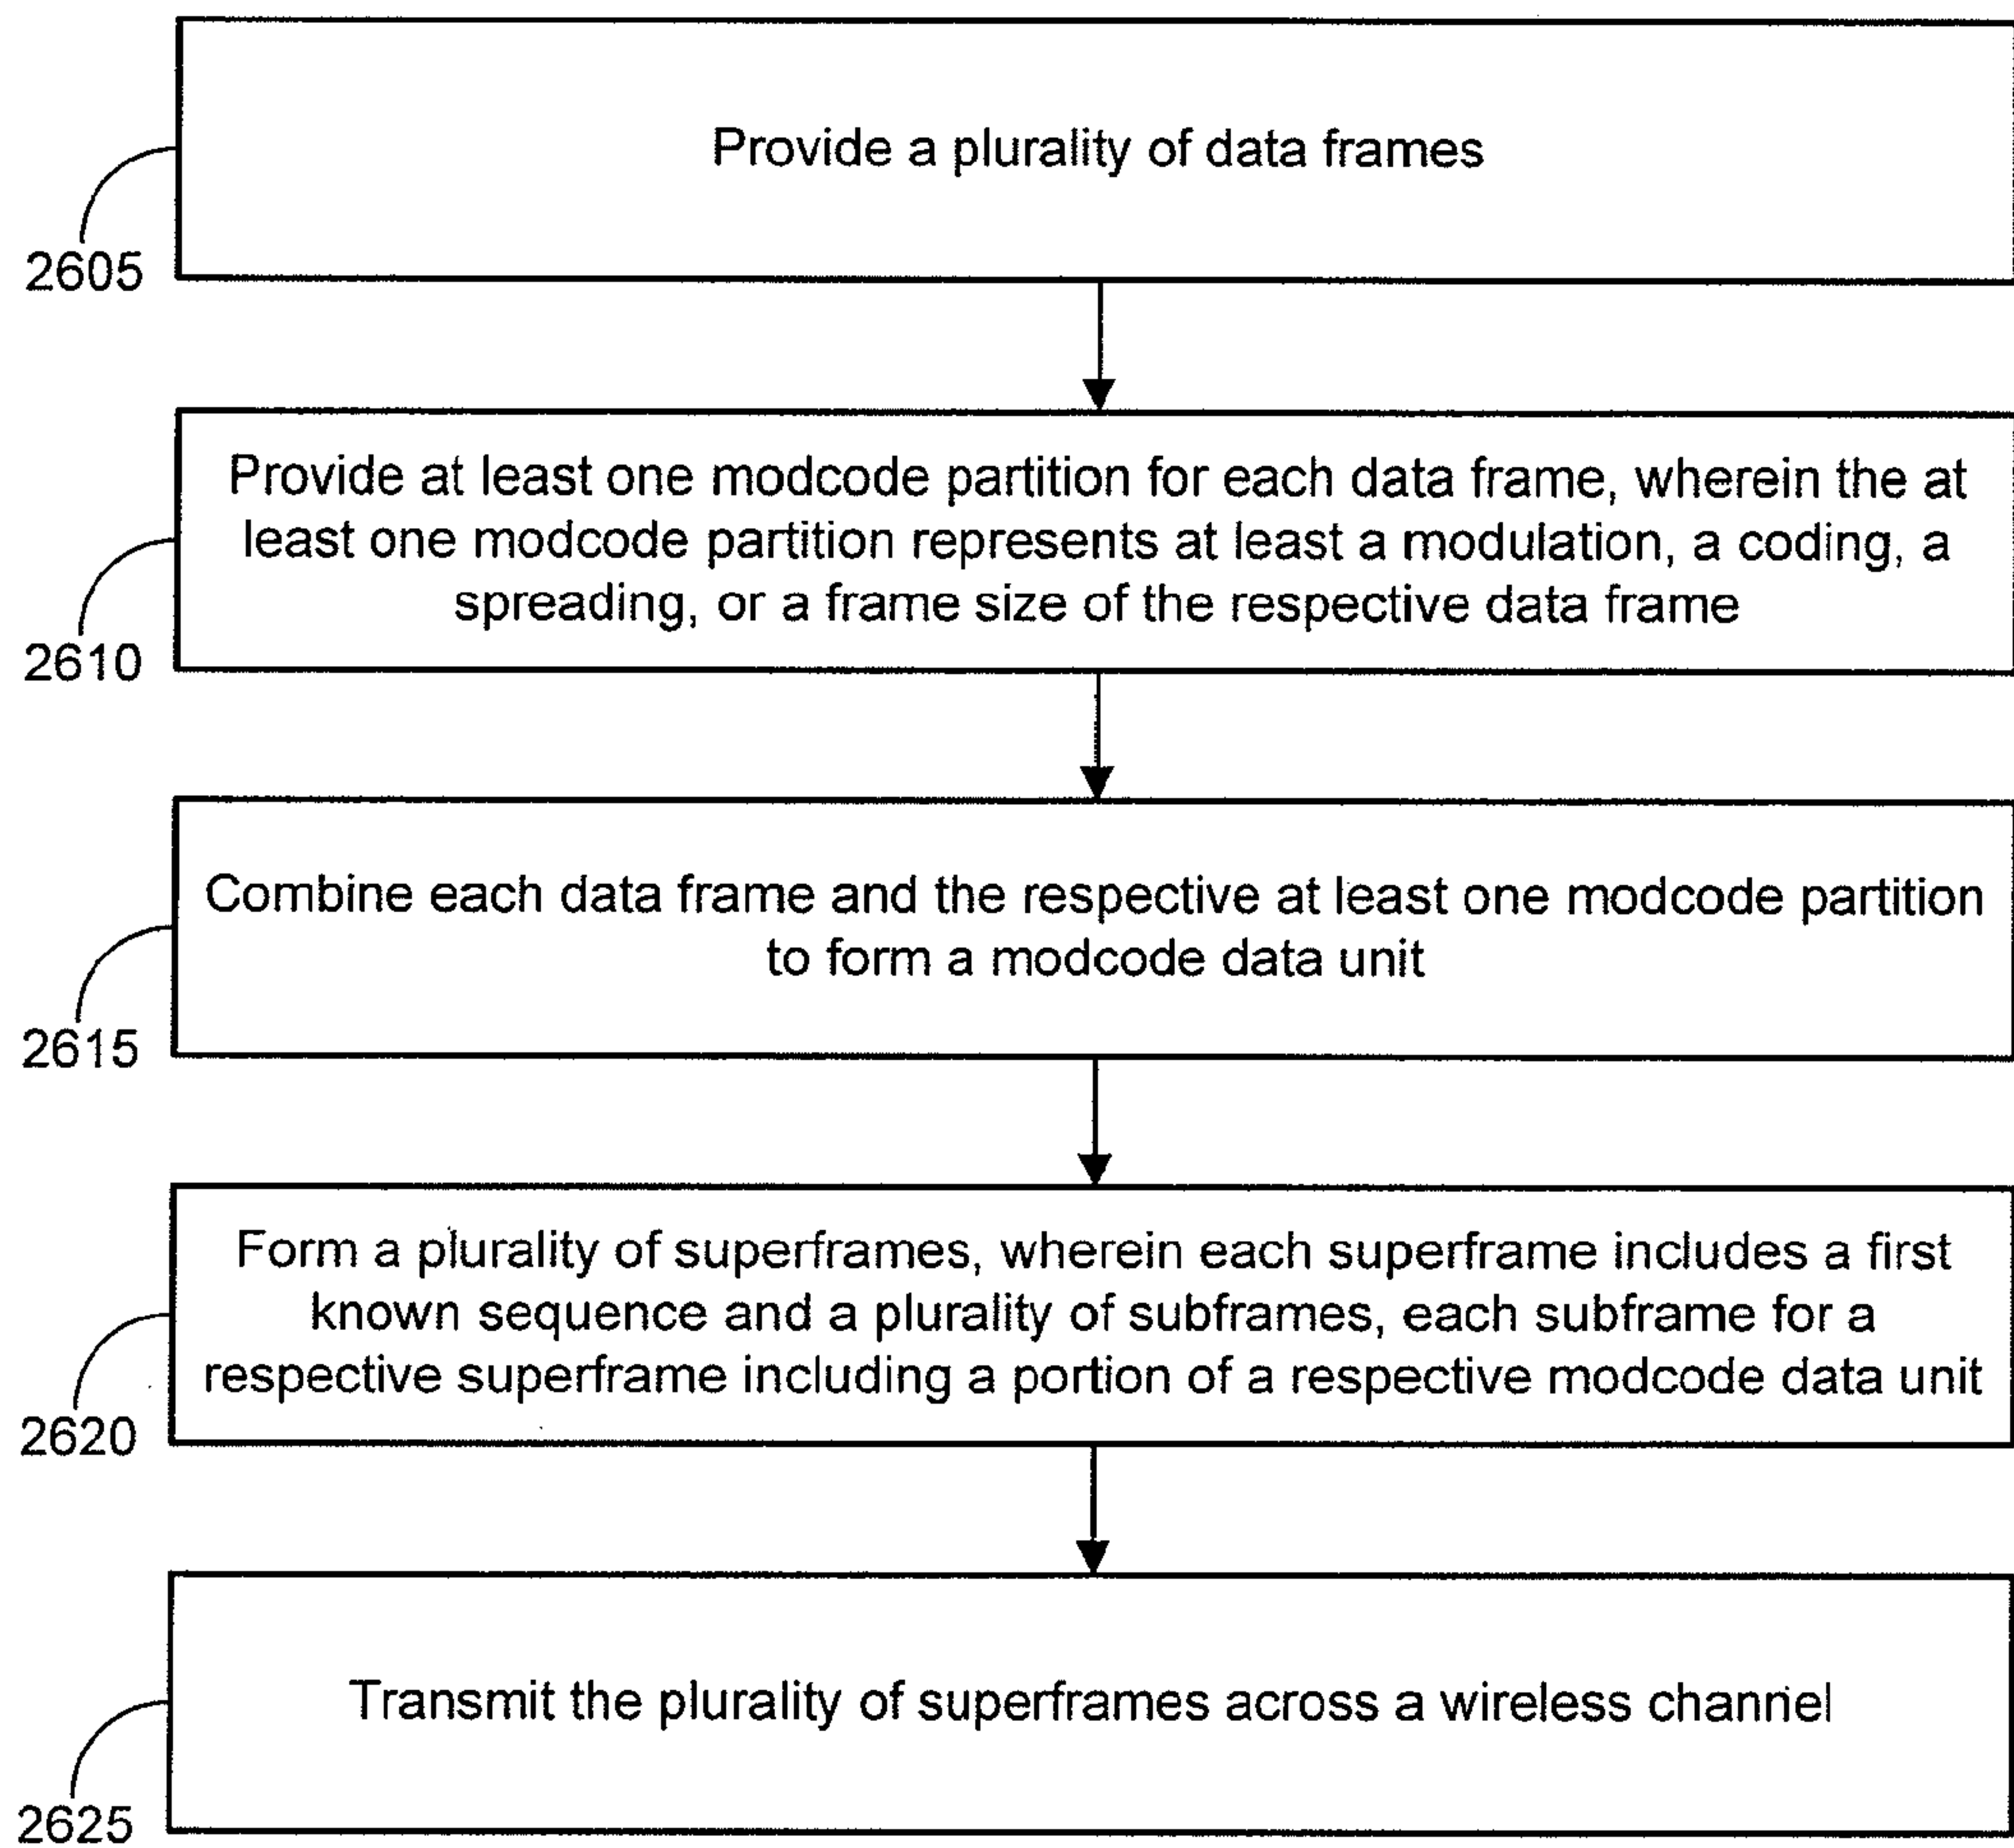 Provide a plurality of data frames
2605
Provide at least one modcode partition for each data frame, wherein the at
least one modcode partition represents at least a modulation, a coding, a
spreading, or a frame size of the respective data frame
2610
Combine each data frame and the respective at least one modcode partition
to form a modcode data unit
2615
Form a plurality of superframes, wherein each superframe includes a first
known sequence and a plurality of subframes, each subframe for a
respective superframe including a portion of a respective modcode data unit
2620
Transmit the plurality of superframes across a wireless channel
2625